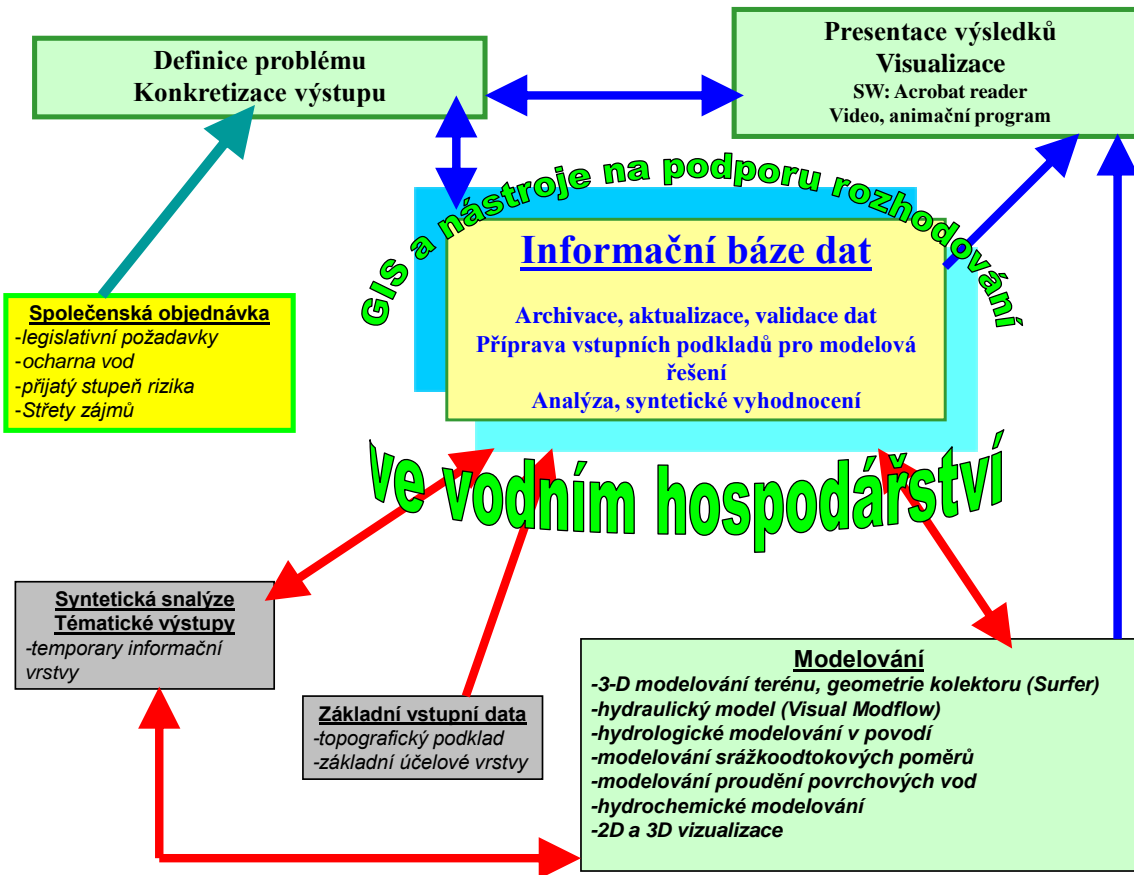 Definice problému
Konkretizace výstupu
Presentace výsledků
Visualizace
SW: Acrobat reader
Video, animační program
GIS a nástroje na podporu rozhodování
Informační báze dat
Archivace, aktualizace, validace dat
Příprava vstupních podkladů pro modelová
řešení
Analýza, syntetické vyhodnocení
Společenská objednávka
-legislativní požadavky
-ocharna vod
-přijatý stupeň rizika
-Střety zájmů
ve vodním hospodářství
Syntetická snalýze
Tématické výstupy
-temporary informační
vrstvy
Základní vstupní data
-topografický podklad
-základní účelové vrstvy
Modelování
-3-D modelování terénu, geometrie kolektoru (Surfer)
-hydraulický model (Visual Modflow)
-hydrologické modelování v povodí
-modelování srážkoodtokových poměrů
-modelování proudění povrchových vod
-hydrochemické modelování
-2D a 3D vizualizace